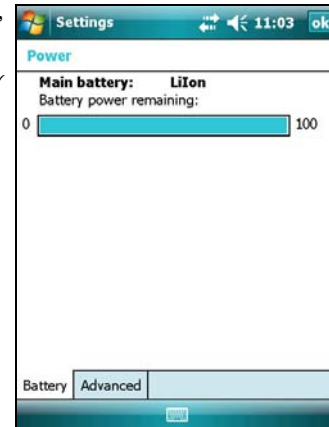 Settings 11:03 ok
Power
Main battery: LiIon
Battery power remaining:
0 100
Battery Advanced